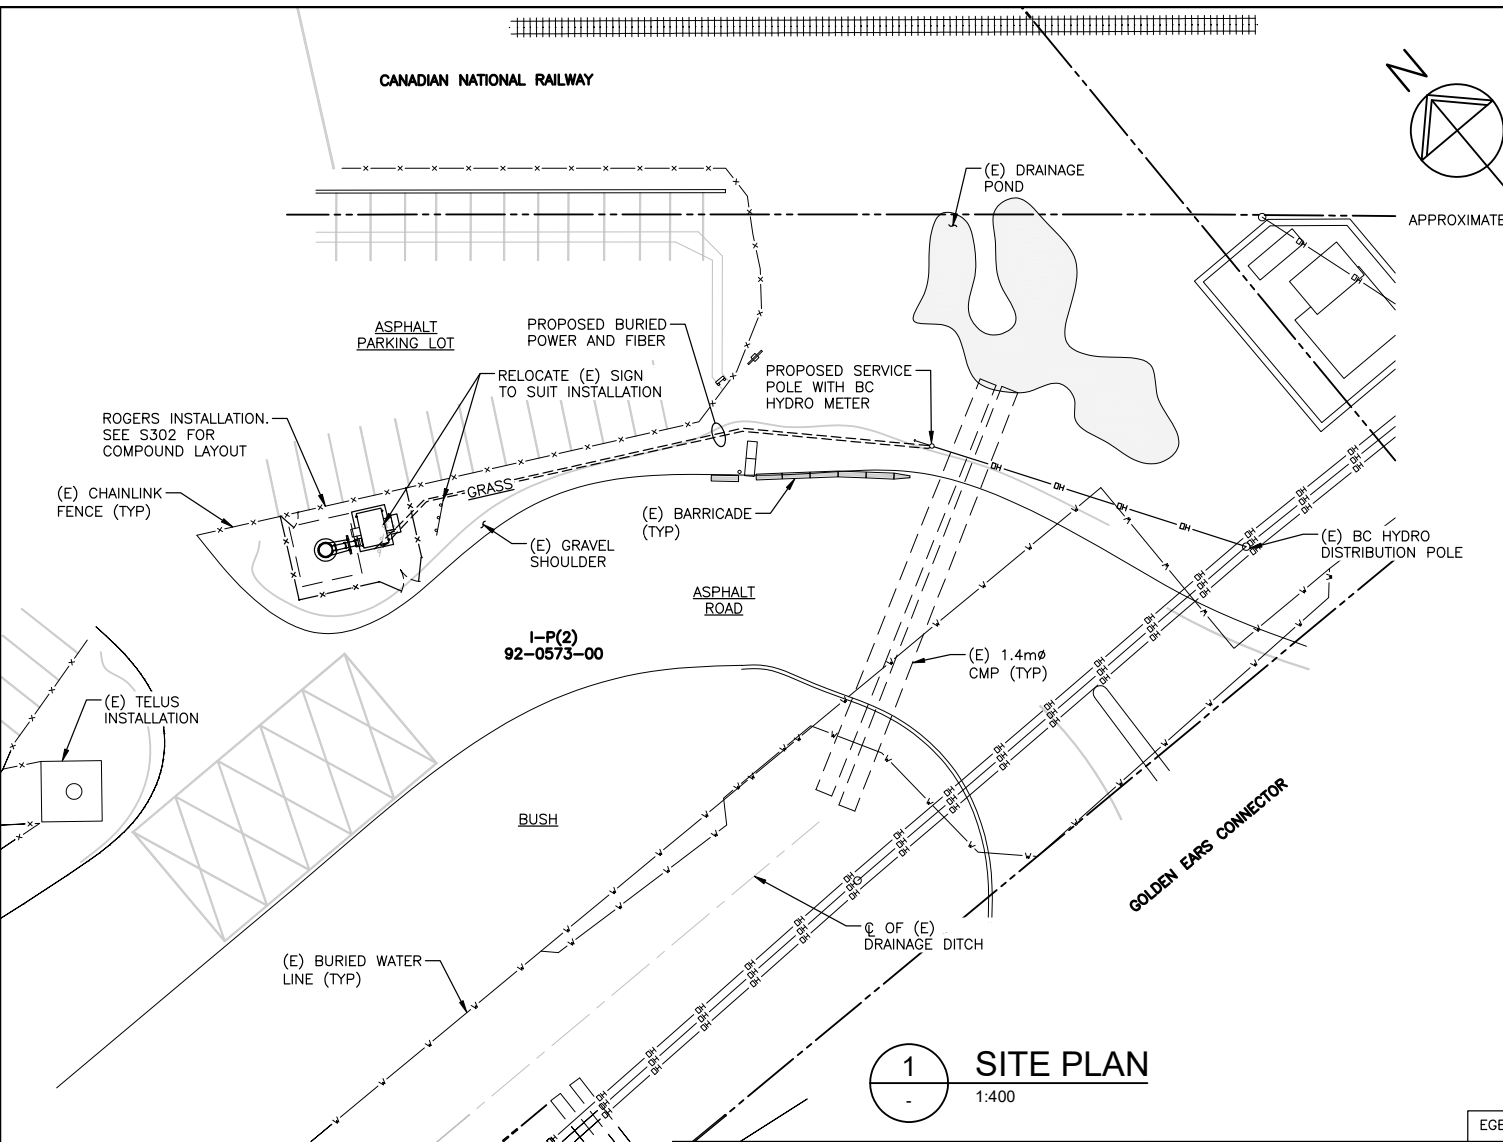 CANADIAN NATIONAL RAILWAY
N
(E) DRAINAGE
POND
APPROXIMATE
ASPHALT
PARKING LOT
PROPOSED BURIED
POWER AND FIBER
RELOCATE (E) SIGN
TO SUIT INSTALLATION
PROPOSED SERVICE
POLE WITH BC
HYDRO METER
ROGERS INSTALLATION.
SEE S302 FOR
COMPOUND LAYOUT
(E) CHAINLINK
FENCE (TYP)
GRASS
(E) BARRICADE
(TYP)
(E) GRAVEL
SHOULDER
(E) BC HYDRO
DISTRIBUTION POLE
ASPHALT
ROAD
I-P(2)
92-0573-00
(E) 1.4mø
CMP (TYP)
(E) TELUS
INSTALLATION
BUSH
GOLDEN EARS CONNECTOR
℄ OF (E)
DRAINAGE DITCH
(E) BURIED WATER
LINE (TYP)
1
-
SITE PLAN
1:400
EGE